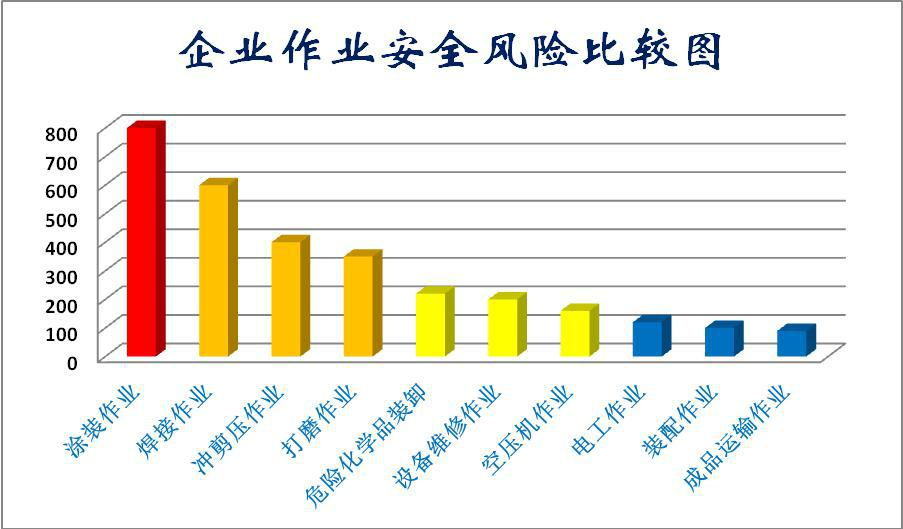 企业作业安全风险比较图
800
700
600
500
400
300
200
100
0
涂装作业
焊接作业
冲剪压作业
打磨作业
危险化学品装卸
设备维修作业
空压机作业
电工作业
装配作业
成品运输作业